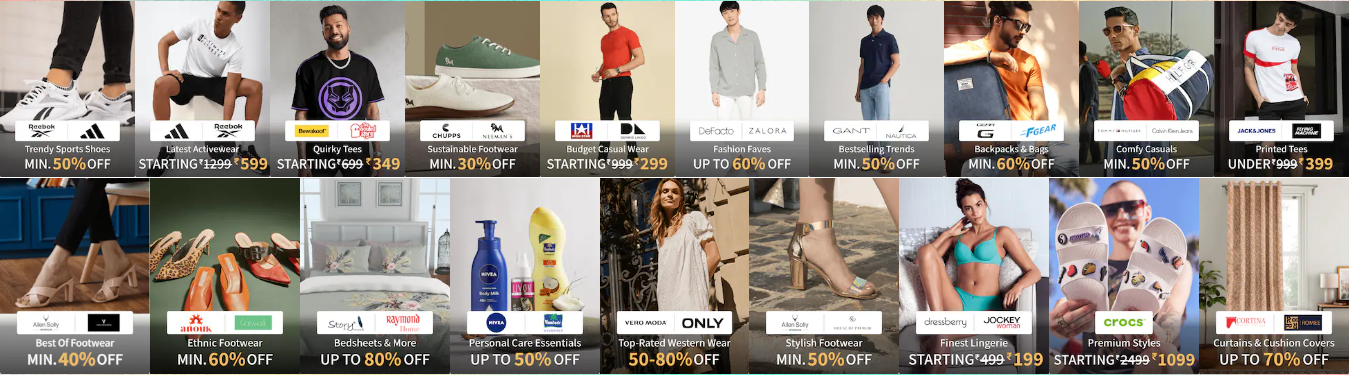 Reebok
Trendy Sports Shoes
MIN. 50% OFF
Reebok
Latest Activewear
STARTING ₹1299 ₹599
Bewakoof
Quirky Tees
STARTING ₹699 ₹349
CHUPPS NEEMAN'S
Sustainable Footwear
MIN. 30% OFF
Budget Casual Wear
STARTING ₹999 ₹299
DeFacto ZALORA
Fashion Faves
UP TO 60% OFF
GANT NAUTICA
Bestselling Trends
MIN. 50% OFF
GEAR F GEAR
Backpacks & Bags
MIN. 60% OFF
TOMMY HILFIGER Calvin Klein Jeans
Comfy Casuals
MIN. 50% OFF
JACK&JONES FLYING MACHINE
Printed Tees
UNDER ₹999 ₹399
Allen Solly
Best Of Footwear
MIN. 40% OFF
anouk Catwalk
Ethnic Footwear
MIN. 60% OFF
Story Raymond Home
Bedsheets & More
UP TO 80% OFF
NIVEA
Body Milk
NIVEA
Personal Care Essentials
UP TO 50% OFF
VERO MODA ONLY
Top-Rated Western Wear
50-80% OFF
Allen Solly
Stylish Footwear
MIN. 50% OFF
dressberry JOCKEY woman
Finest Lingerie
STARTING ₹499 ₹199
crocs
Premium Styles
STARTING ₹2499 ₹1099
CORTINA ROMEE
Curtains & Cushion Covers
UP TO 70% OFF